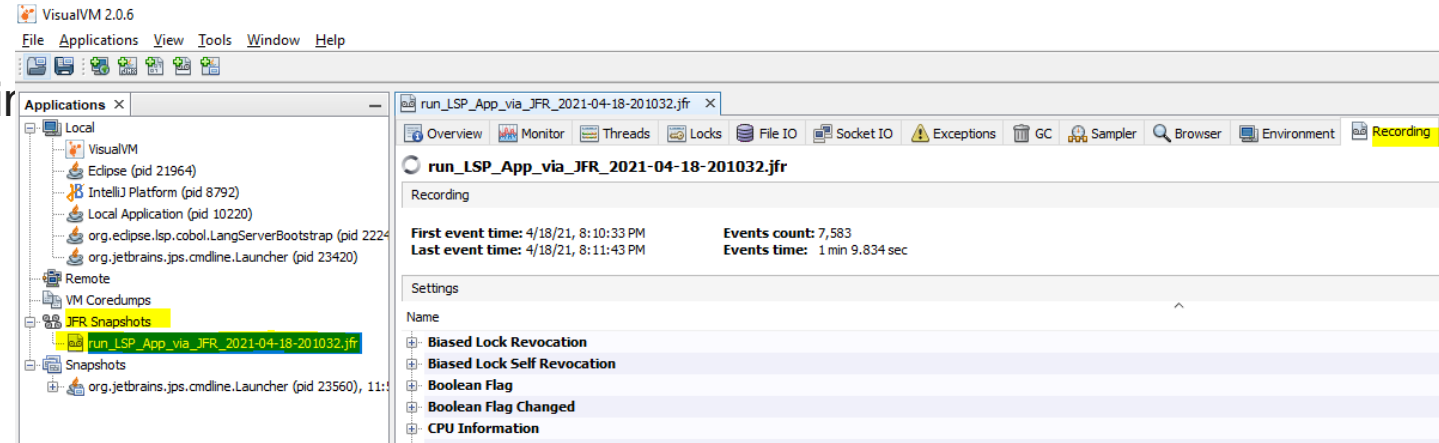 VisualVM 2.0.6
File Applications View Tools Window Help
Applications ×
Local
VisualVM
Eclipse (pid 21964)
IntelliJ Platform (pid 8792)
Local Application (pid 10220)
org.eclipse.lsp.cobol.LangServerBootstrap (pid 2224
org.jetbrains.jps.cmdline.Launcher (pid 23420)
Remote
VM Coredumps
JFR Snapshots
run_LSP_App_via_JFR_2021-04-18-201032.jfr
Snapshots
org.jetbrains.jps.cmdline.Launcher (pid 23560), 11:
run_LSP_App_via_JFR_2021-04-18-201032.jfr ×
Overview Monitor Threads Locks File IO Socket IO Exceptions GC Sampler Browser Environment Recording
run_LSP_App_via_JFR_2021-04-18-201032.jfr
Recording
First event time: 4/18/21, 8:10:33 PM Events count: 7,583
Last event time: 4/18/21, 8:11:43 PM Events time: 1 min 9.834 sec
Settings
Name
Biased Lock Revocation
Biased Lock Self Revocation
Boolean Flag
Boolean Flag Changed
CPU Information